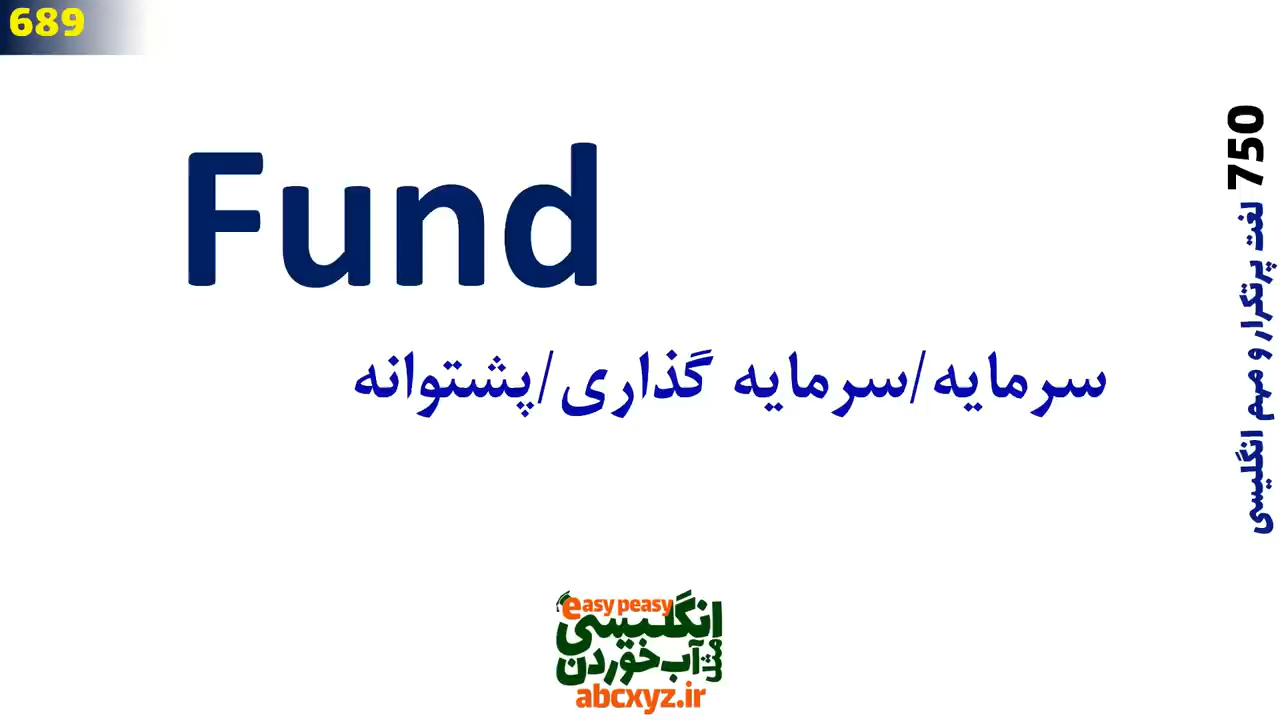 689
Fund
سرمایه/سرمایه گذاری/پشتوانه
750 لغت پرتکرار و مهم انگلیسی
easy peasy
انگلیسی
مثل آب خوردن
abcxyz.ir